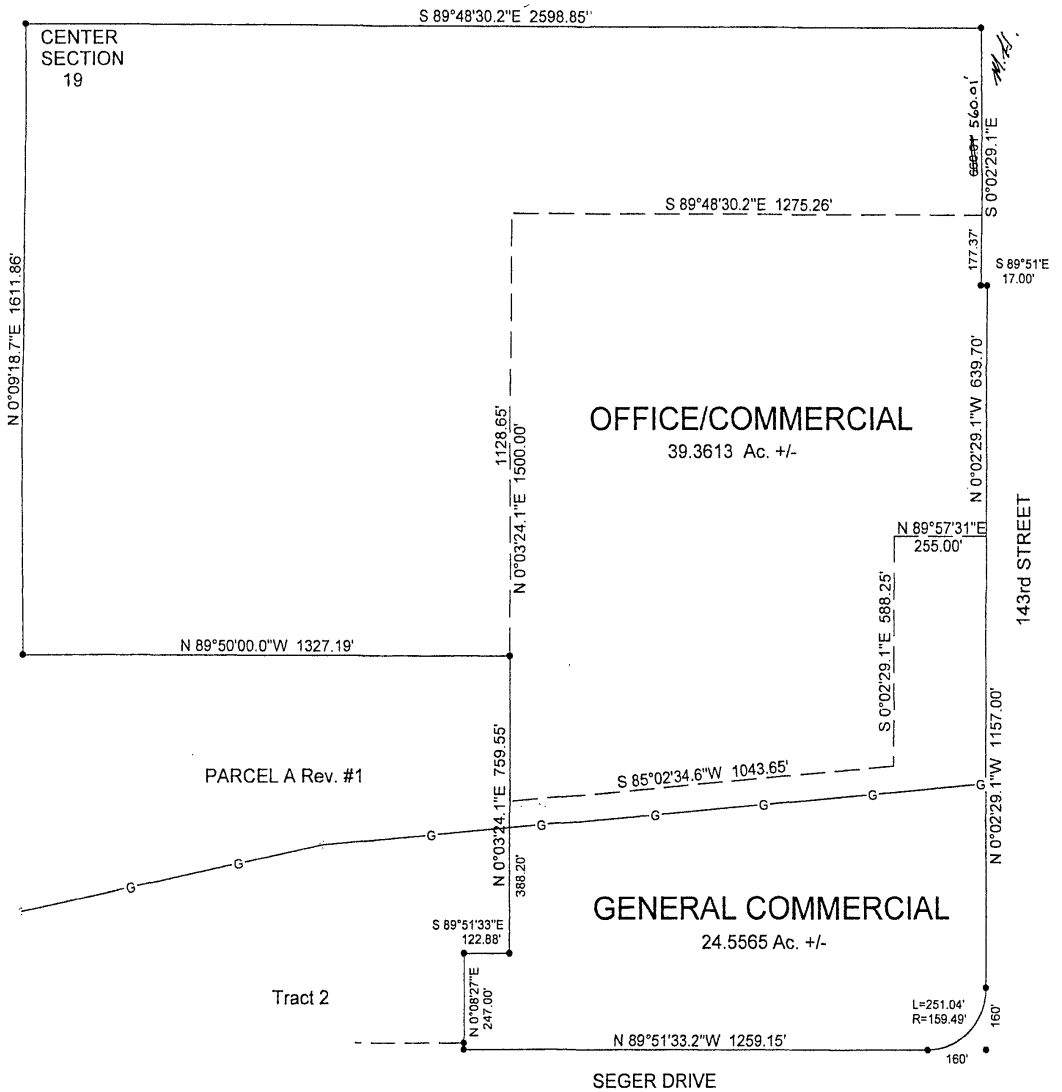 S 89°48'30.2"E 2598.85'
CENTER
SECTION
19
560.01'
S 0°02'29.1"E
S 89°48'30.2"E 1275.26'
177.37'
S 89°51'E
17.00'
N 0°09'18.7"E 1611.86'
N 0°02'29.1"W 639.70'
OFFICE/COMMERCIAL
39.3613 Ac. +/-
1128.65'
N 0°03'24.1"E 1500.00'
N 89°57'31"E
255.00'
143rd STREET
S 0°02'29.1"E 588.25'
N 89°50'00.0"W 1327.19'
N 0°02'29.1"W 1157.00'
PARCEL A Rev. #1
N 0°03'24.1"E 759.55'
S 85°02'34.6"W 1043.65'
G G G G G G G G
388.20'
GENERAL COMMERCIAL
24.5565 Ac. +/-
S 89°51'33"E
122.88'
Tract 2
N 0°08'27"E
247.00'
L=251.04'
R=159.49'
160'
N 89°51'33.2"W 1259.15'
160'
SEGER DRIVE